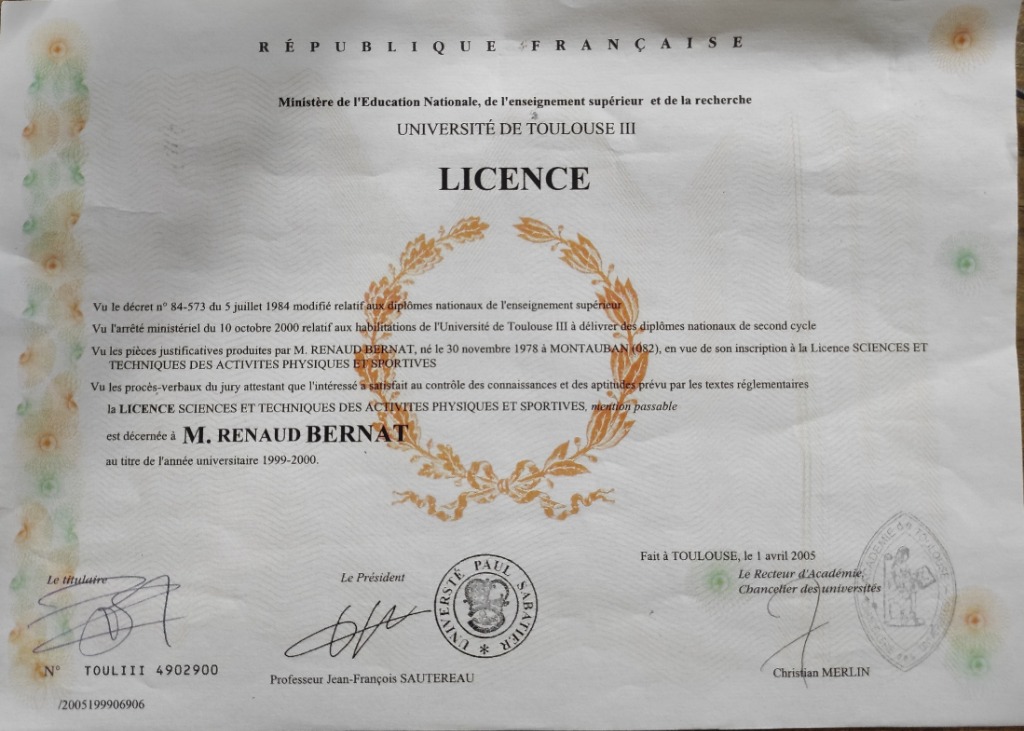 RÉPUBLIQUE FRANÇAISE
Ministère de l'Education Nationale, de l'enseignement supérieur et de la recherche
UNIVERSITÉ DE TOULOUSE III
LICENCE
Vu le décret n° 84-573 du 5 juillet 1984 modifié relatif aux diplômes nationaux de l'enseignement supérieur
Vu l'arrêté ministériel du 10 octobre 2000 relatif aux habilitations de l'Université de Toulouse III à délivrer des diplômes nationaux de second cycle
Vu les pièces justificatives produites par M. RENAUD BERNAT, né le 30 novembre 1978 à MONTAUBAN (082), en vue de son inscription à la Licence SCIENCES ET
TECHNIQUES DES ACTIVITES PHYSIQUES ET SPORTIVES
Vu les procès-verbaux du jury attestant que l'intéressé a satisfait au contrôle des connaissances et des aptitudes prévu par les textes réglementaires
la LICENCE SCIENCES ET TECHNIQUES DES ACTIVITES PHYSIQUES ET SPORTIVES, mention passable
est décernée à M. RENAUD BERNAT
au titre de l'année universitaire 1999-2000.
Fait à TOULOUSE, le 1 avril 2005
Le titulaire
Le Président
Le Recteur d'Académie,
Chancelier des universités
UNIVERSTÉ PAUL SABATIER
ACADÉMIE de TOULOUSE
N° TOULIII 4902900
Professeur Jean-François SAUTEREAU
Christian MERLIN
/2005199906906